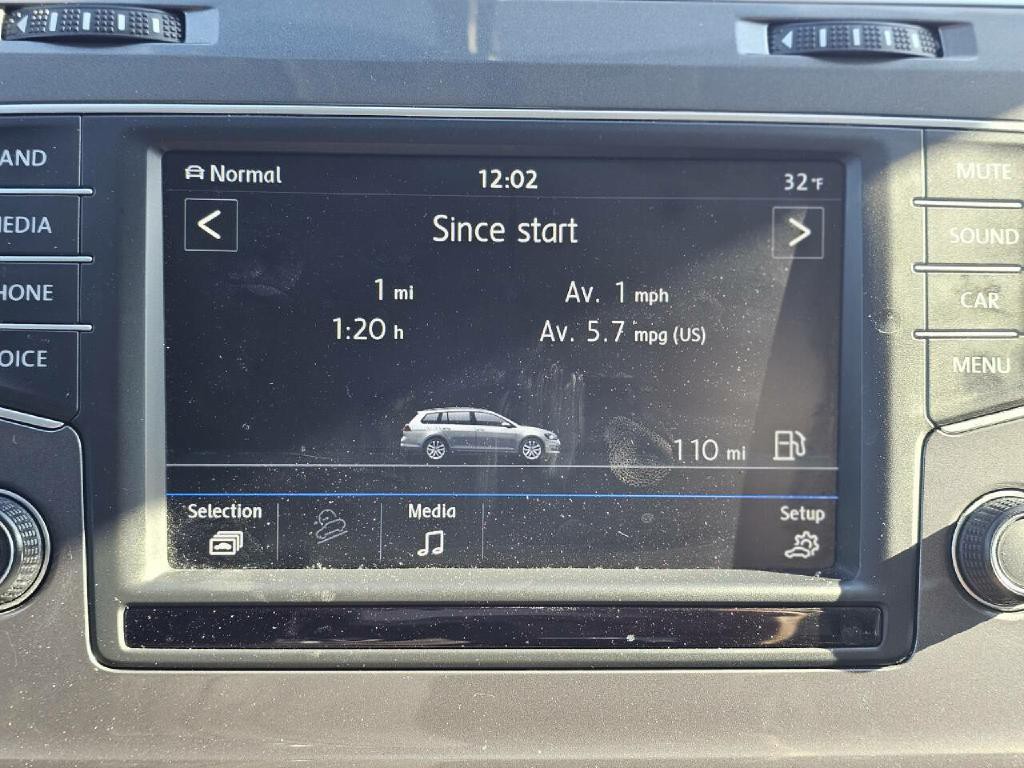 Normal
12:02
32°F
Since start
1 mi
Av. 1 mph
1:20 h
Av. 5.7 mpg (US)
110 mi
Selection
Media
Setup
AND
MEDIA
HONE
OICE
MUTE
SOUND
CAR
MENU